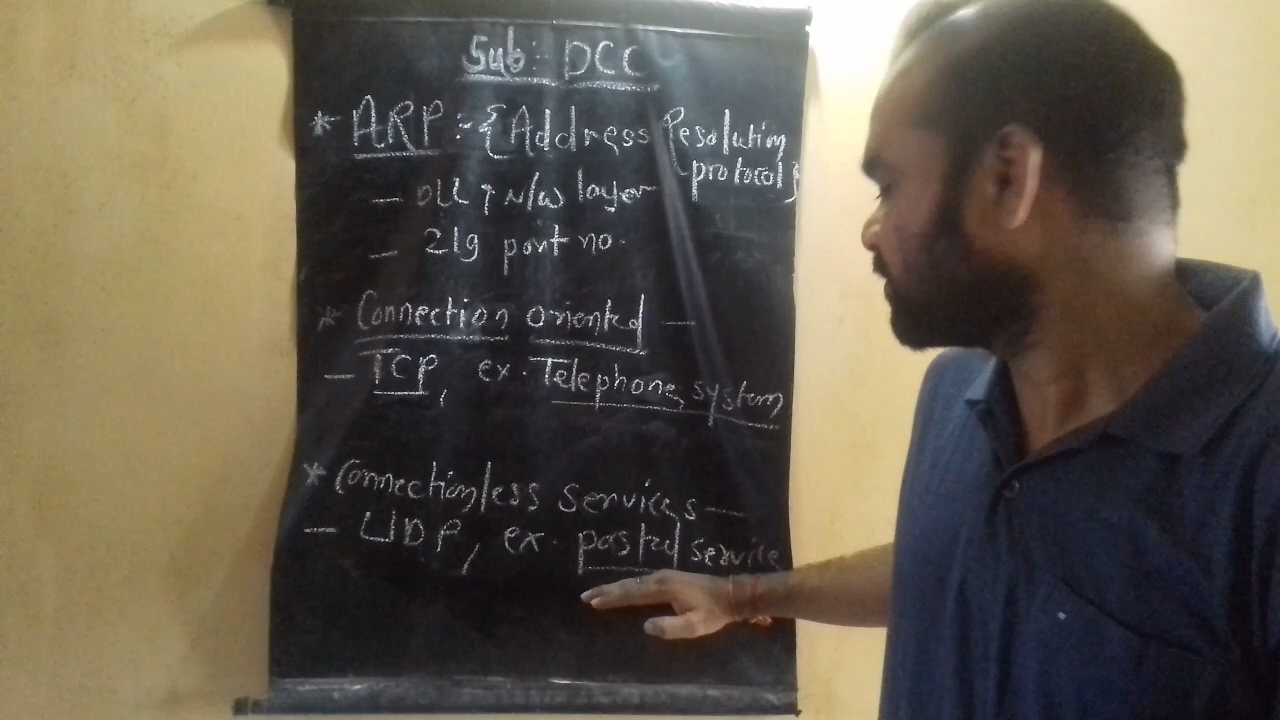 Sub:- DCC
* ARP :- {Address Resolution
protocol}
— DLL ↑ N/W layer
— 219 port no.
* Connection oriented —
— TCP, ex. Telephone system
* Connectionless services —
— UDP, ex. postal service